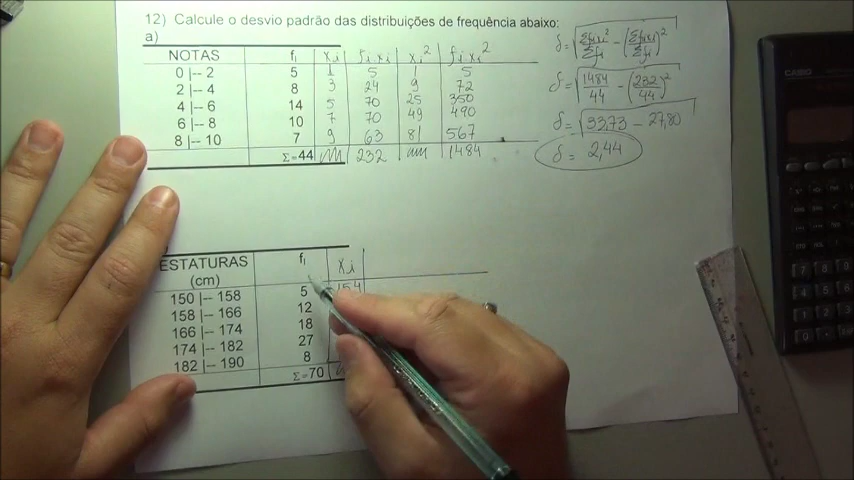 12) Calcule o desvio padrão das distribuições de frequência abaixo:
a)
NOTAS fi xi fi.xi xi² fi xi²
0 |-- 2 5 1 5 1 5
2 |-- 4 8 3 24 9 72
4 |-- 6 14 5 70 25 350
6 |-- 8 10 7 70 49 490
8 |-- 10 7 9 63 81 567
Σ=44 232 1484
δ = √Σfixi²/Σfi − (Σfixi/Σfi)²
δ = √1484/44 − (232/44)²
δ = √33,73 − 27,80
δ = 2,44
ESTATURAS (cm) fi xi
150 |-- 158 5 154
158 |-- 166 12
166 |-- 174 18
174 |-- 182 27
182 |-- 190 8
Σ=70
CASIO